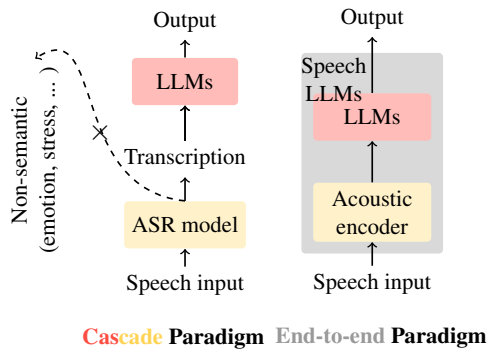 Output
LLMs
Transcription
ASR model
Speech input
Non-semantic
(emotion, stress, ... )
Cascade Paradigm
Output
Speech
LLMs
LLMs
Acoustic
encoder
Speech input
End-to-end Paradigm